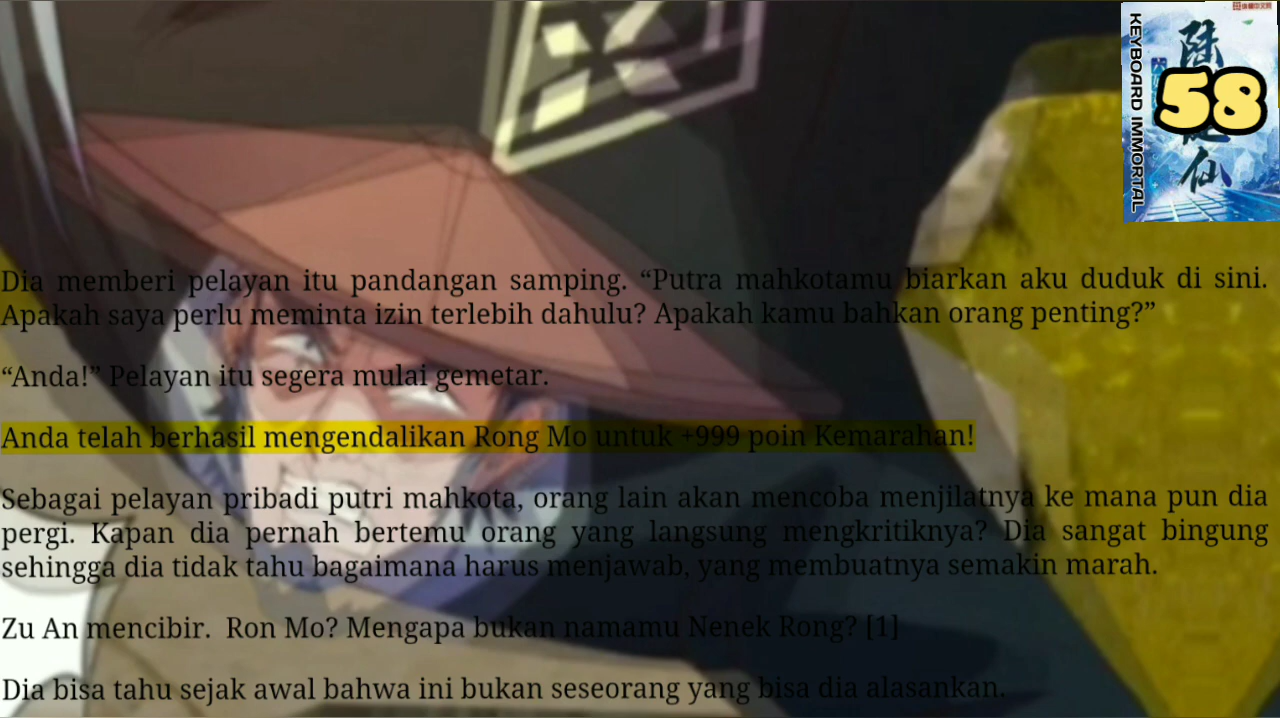 KEYBOARD IMMORTAL
58
仙
Dia memberi pelayan itu pandangan samping. “Putra mahkotamu biarkan aku duduk di sini.
Apakah saya perlu meminta izin terlebih dahulu? Apakah kamu bahkan orang penting?”
“Anda!” Pelayan itu segera mulai gemetar.
Anda telah berhasil mengendalikan Rong Mo untuk +999 poin Kemarahan!
Sebagai pelayan pribadi putri mahkota, orang lain akan mencoba menjilatnya ke mana pun dia
pergi. Kapan dia pernah bertemu orang yang langsung mengkritiknya? Dia sangat bingung
sehingga dia tidak tahu bagaimana harus menjawab, yang membuatnya semakin marah.
Zu An mencibir. Ron Mo? Mengapa bukan namamu Nenek Rong? [1]
Dia bisa tahu sejak awal bahwa ini bukan seseorang yang bisa dia alasankan.